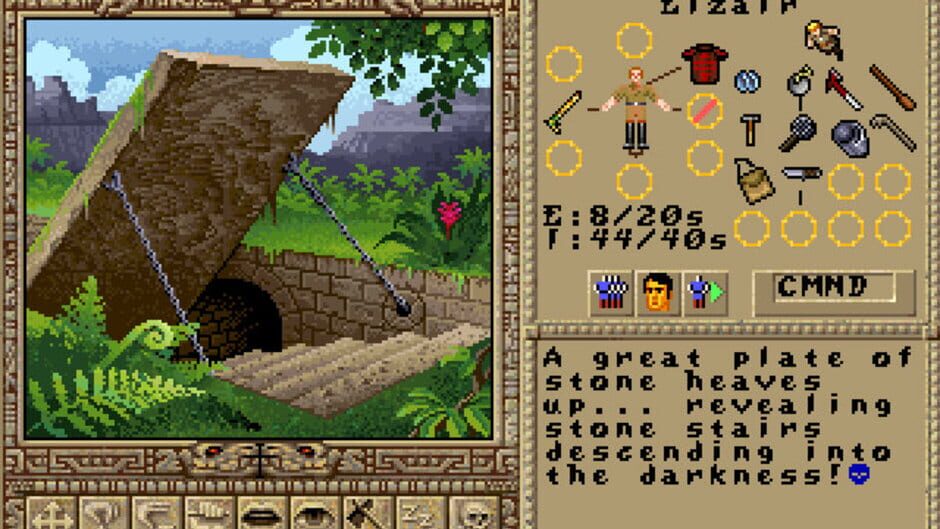 E:8/20s
I:44/40s
CMND
A great plate of
stone heaves
up... revealing
stone stairs
descending into
the darkness!